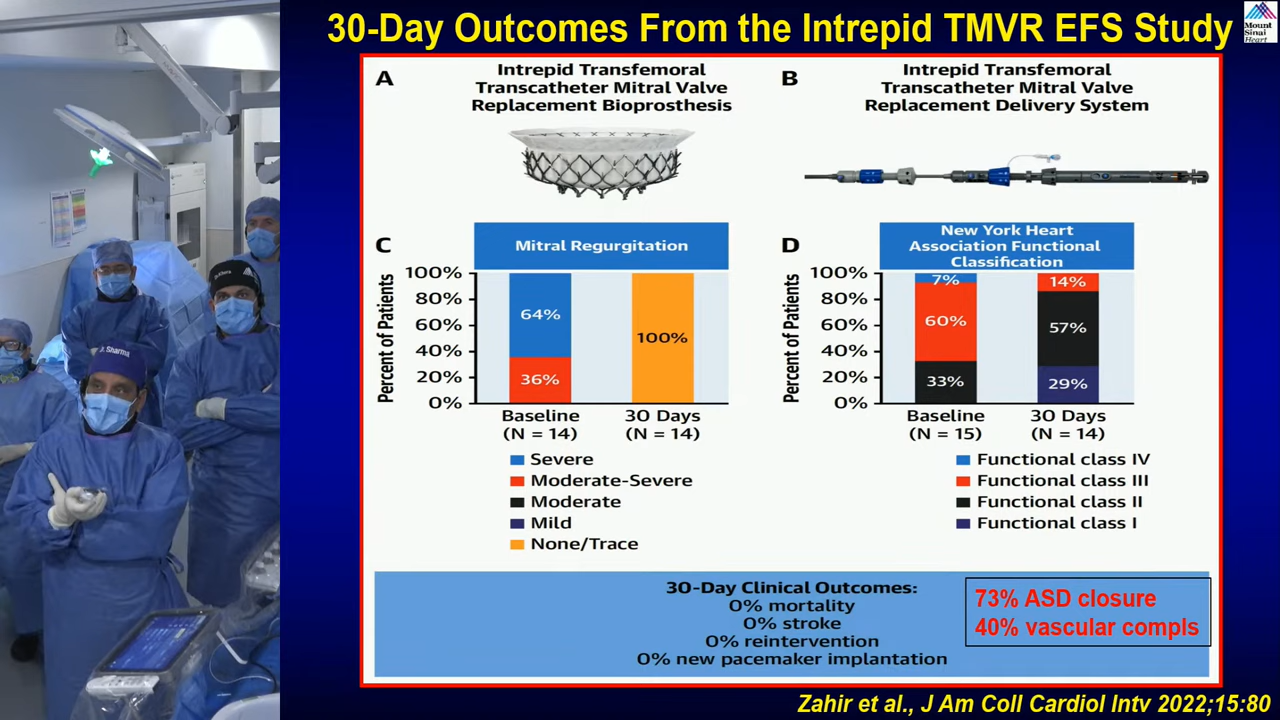 30-Day Outcomes From the Intrepid TMVR EFS Study
Mount
Sinai
Heart
A
Intrepid Transfemoral
Transcatheter Mitral Valve
Replacement Bioprosthesis
B
Intrepid Transfemoral
Transcatheter Mitral Valve
Replacement Delivery System
C
Mitral Regurgitation
Percent of Patients
100%
80%
60%
40%
20%
0%
64%
36%
100%
Baseline
(N = 14)
30 Days
(N = 14)
Severe
Moderate-Severe
Moderate
Mild
None/Trace
D
New York Heart
Association Functional
Classification
Percent of Patients
100%
80%
60%
40%
20%
0%
7%
60%
33%
14%
57%
29%
Baseline
(N = 15)
30 Days
(N = 14)
Functional class IV
Functional class III
Functional class II
Functional class I
30-Day Clinical Outcomes:
0% mortality
0% stroke
0% reintervention
0% new pacemaker implantation
73% ASD closure
40% vascular compls
Zahir et al., J Am Coll Cardiol Intv 2022;15:80
Sharma